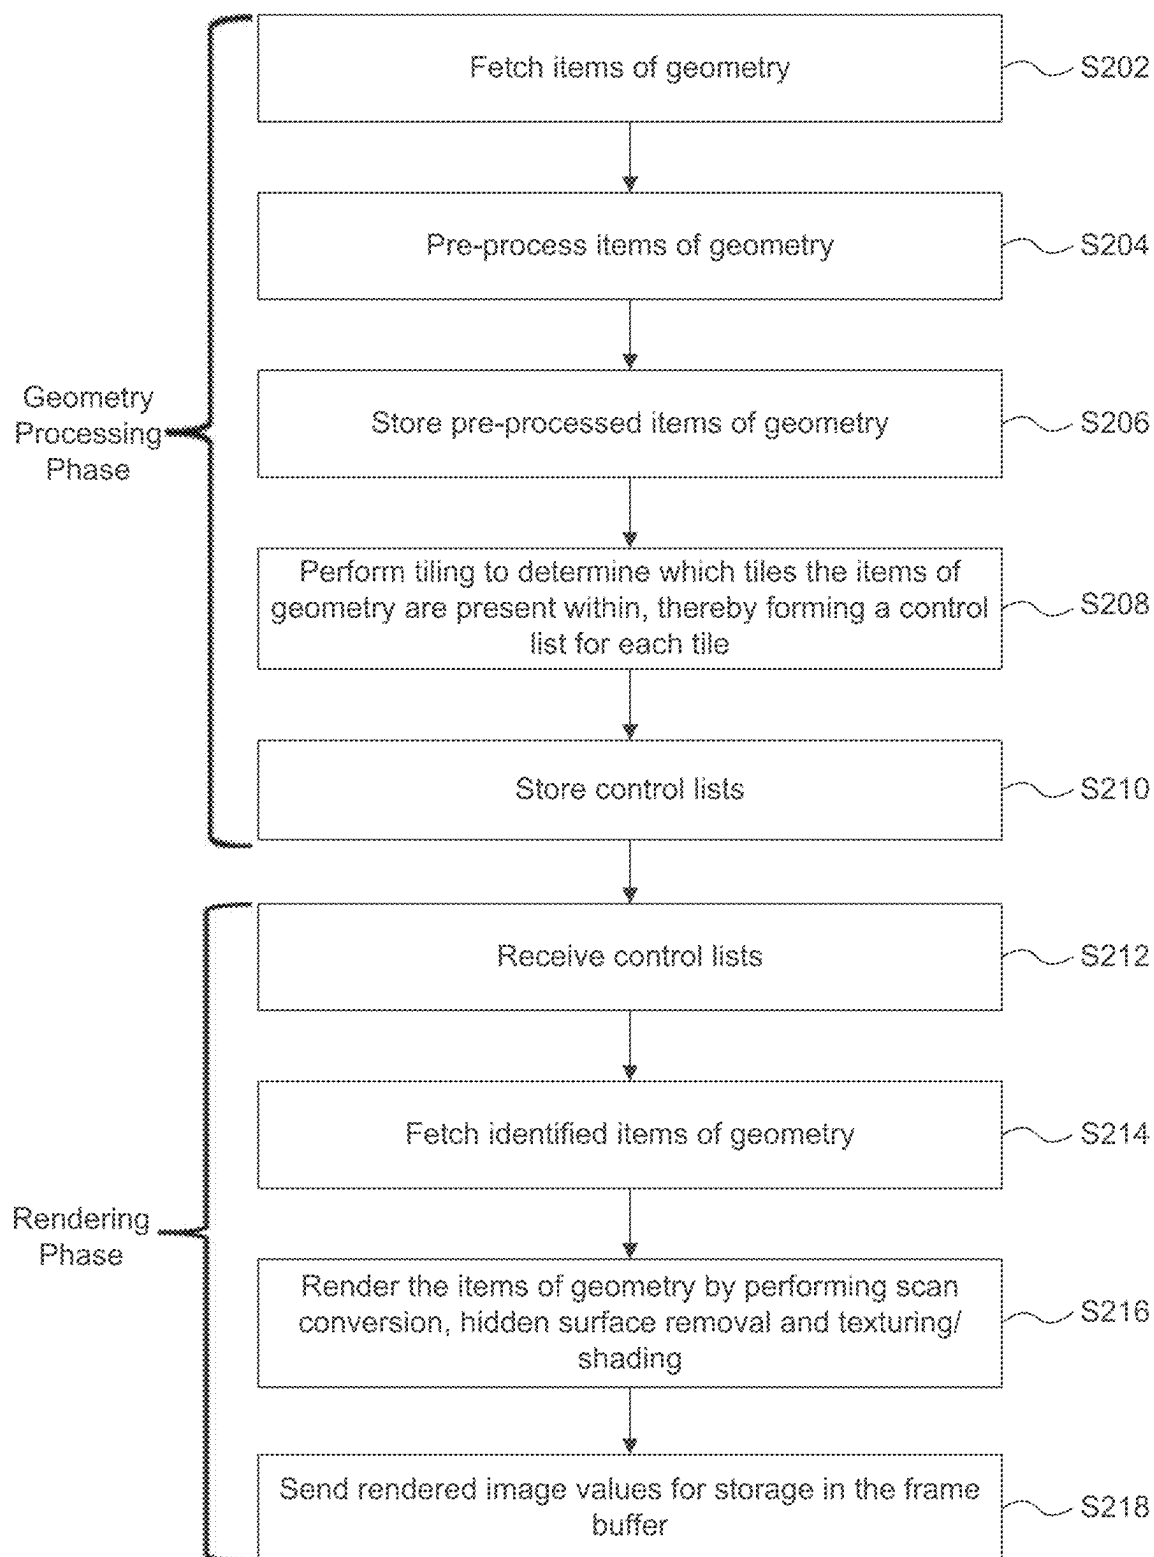 Fetch items of geometry
S202
Pre-process items of geometry
S204
Geometry
Processing
Phase
Store pre-processed items of geometry
S206
Perform tiling to determine which tiles the items of
geometry are present within, thereby forming a control
list for each tile
S208
Store control lists
S210
Receive control lists
S212
Fetch identified items of geometry
S214
Rendering
Phase
Render the items of geometry by performing scan
conversion, hidden surface removal and texturing/
shading
S216
Send rendered image values for storage in the frame
buffer
S218